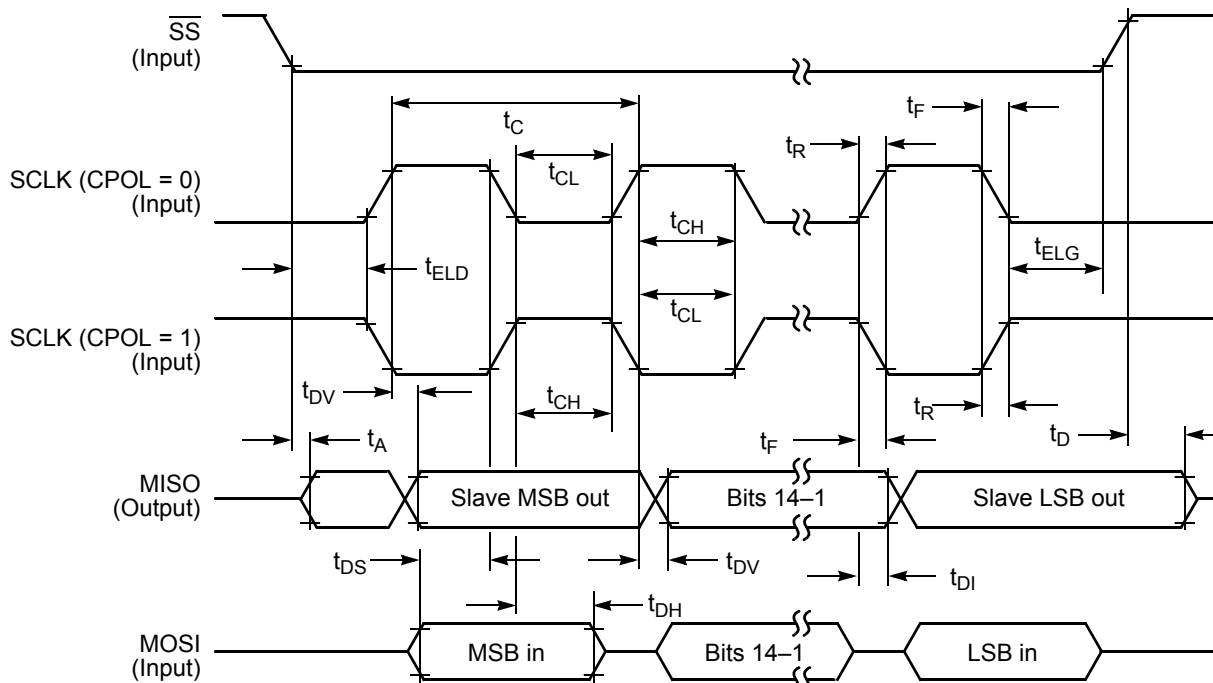 SS
(Input)
t_C
t_F
t_R
SCLK (CPOL = 0)
(Input)
t_CL
t_CH
t_ELD
t_ELG
t_CL
SCLK (CPOL = 1)
(Input)
t_DV
t_CH
t_R
t_A
t_F
t_D
MISO
(Output)
Slave MSB out
Bits 14–1
Slave LSB out
t_DS
t_DV
t_DI
t_DH
MOSI
(Input)
MSB in
Bits 14–1
LSB in